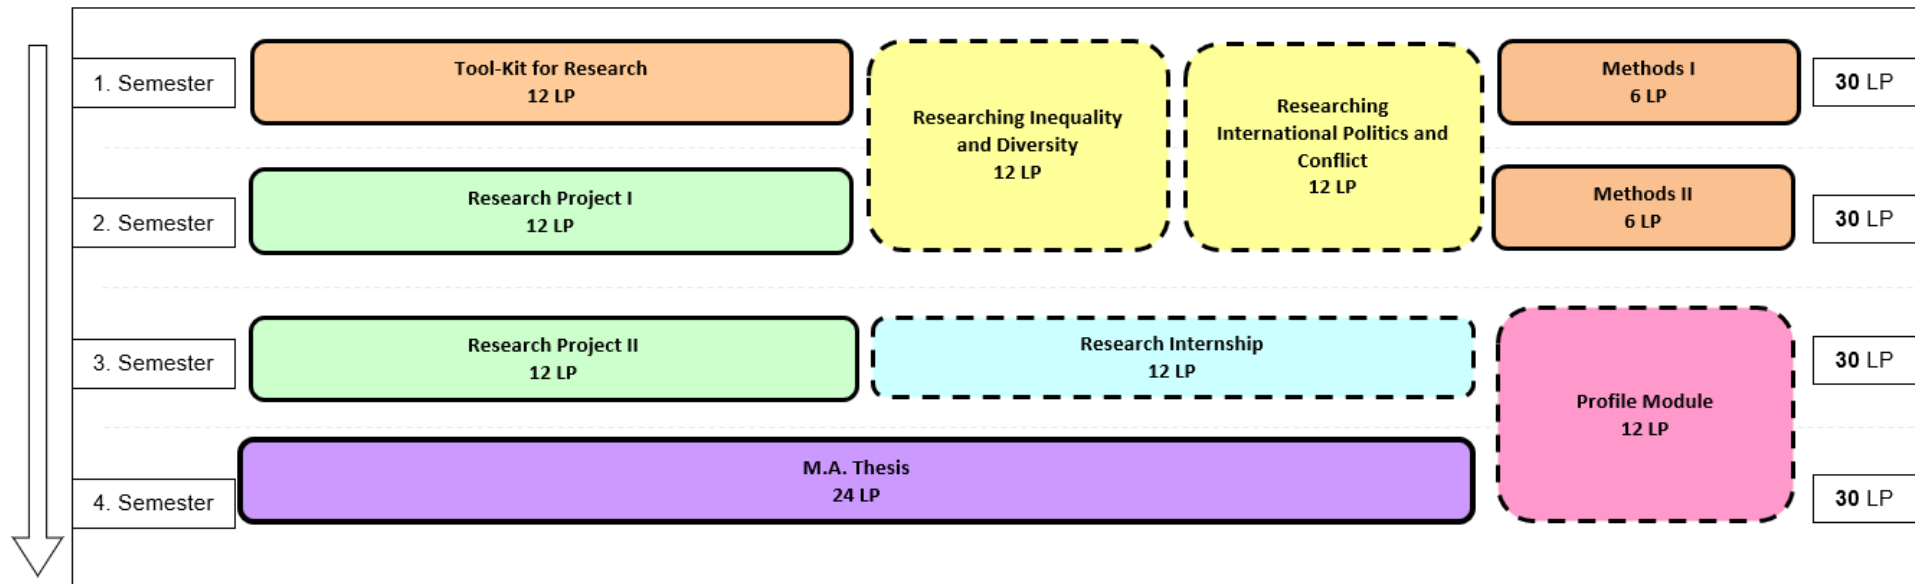 1. Semester
Tool-Kit for Research
12 LP
Researching Inequality
and Diversity
12 LP
Researching
International Politics and
Conflict
12 LP
Methods I
6 LP
30 LP
2. Semester
Research Project I
12 LP
Methods II
6 LP
30 LP
3. Semester
Research Project II
12 LP
Research Internship
12 LP
Profile Module
12 LP
30 LP
4. Semester
M.A. Thesis
24 LP
30 LP